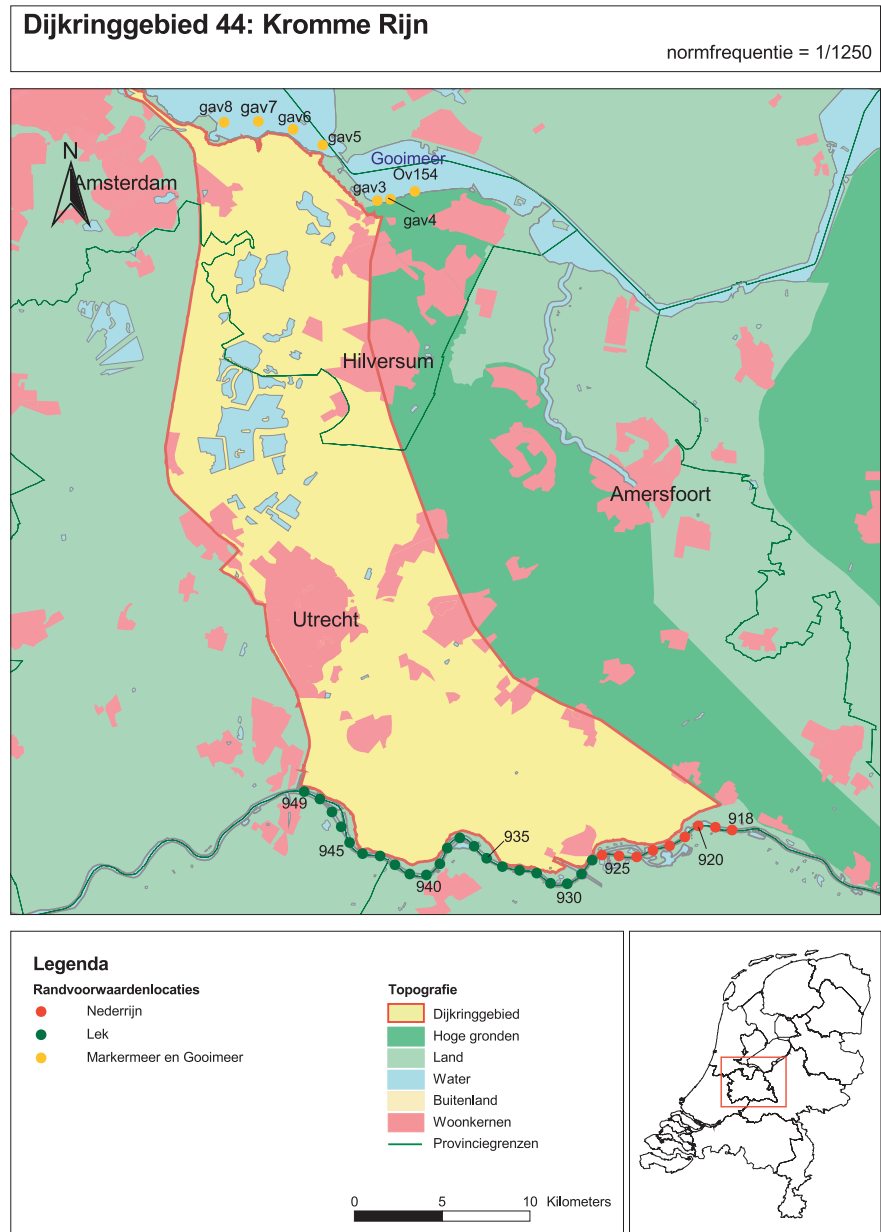 Dijkringgebied 44: Kromme Rijn
normfrequentie = 1/1250
gav8
gav7
gav6
gav5
Gooimeer
Ov154
gav3
gav4
N
Amsterdam
Hilversum
Amersfoort
Utrecht
949
945
940
935
930
925
920
918
Legenda
Randvoorwaardenlocaties
Nederrijn
Lek
Markermeer en Gooimeer
Topografie
Dijkringgebied
Hoge gronden
Land
Water
Buitenland
Woonkernen
Provinciegrenzen
0 5 10 Kilometers